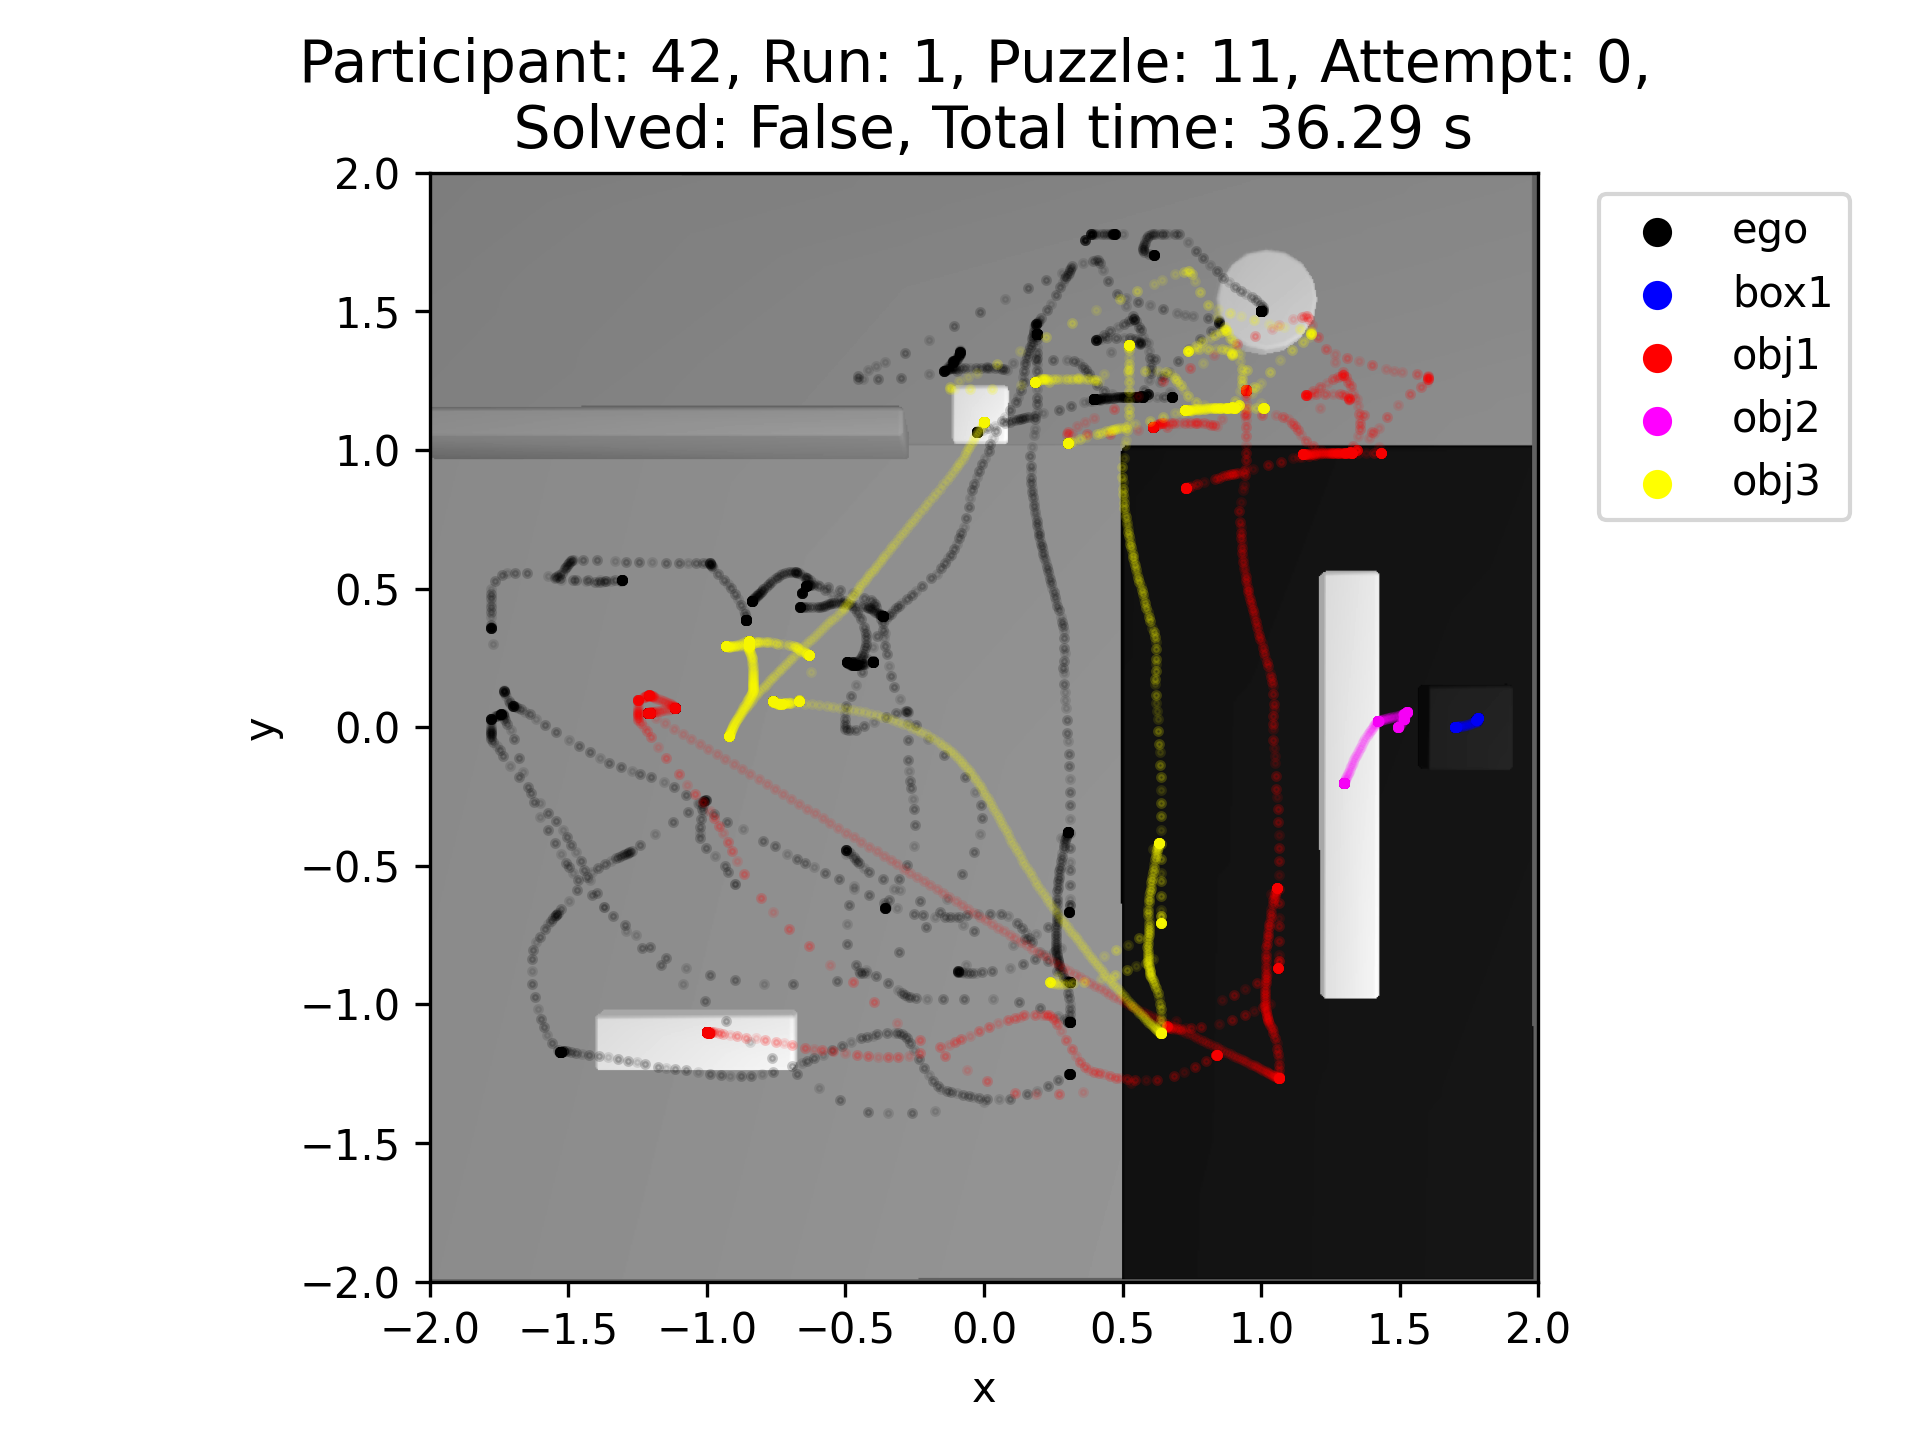 Participant: 42, Run: 1, Puzzle: 11, Attempt: 0,
Solved: False, Total time: 36.29 s
2.0
1.5
1.0
0.5
0.0
−0.5
−1.0
−1.5
−2.0
y
−2.0 −1.5 −1.0 −0.5 0.0 0.5 1.0 1.5 2.0
x
ego
box1
obj1
obj2
obj3